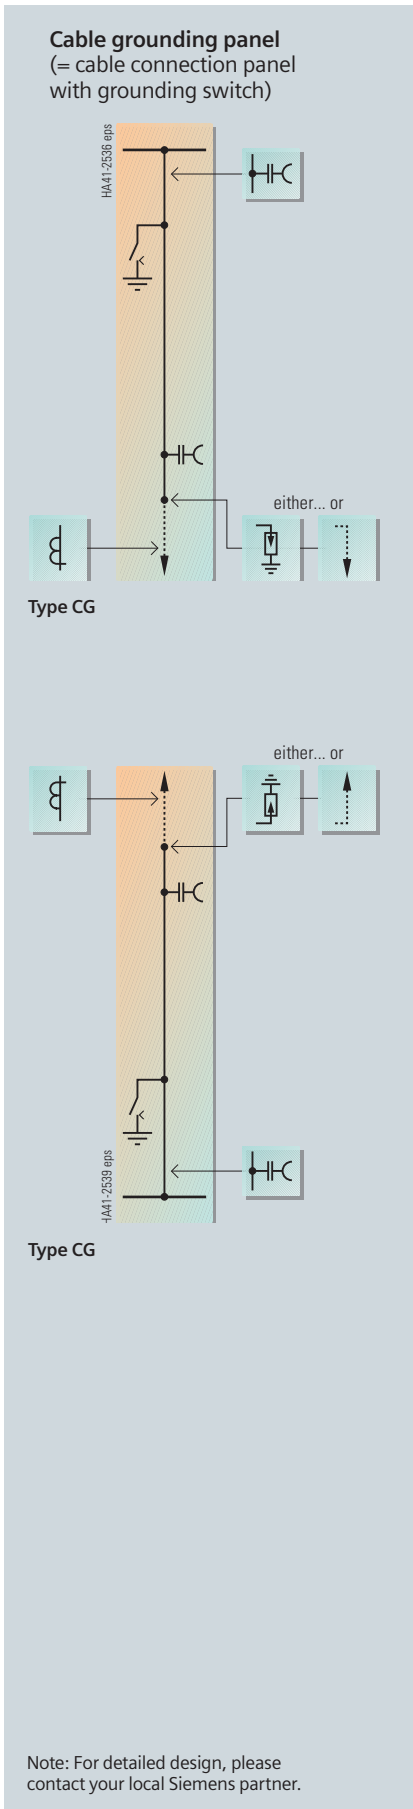 Cable grounding panel
(= cable connection panel
with grounding switch)
HA41-2536 eps
either... or
Type CG
either... or
HA41-2539 eps
Type CG
Note: For detailed design, please
contact your local Siemens partner.